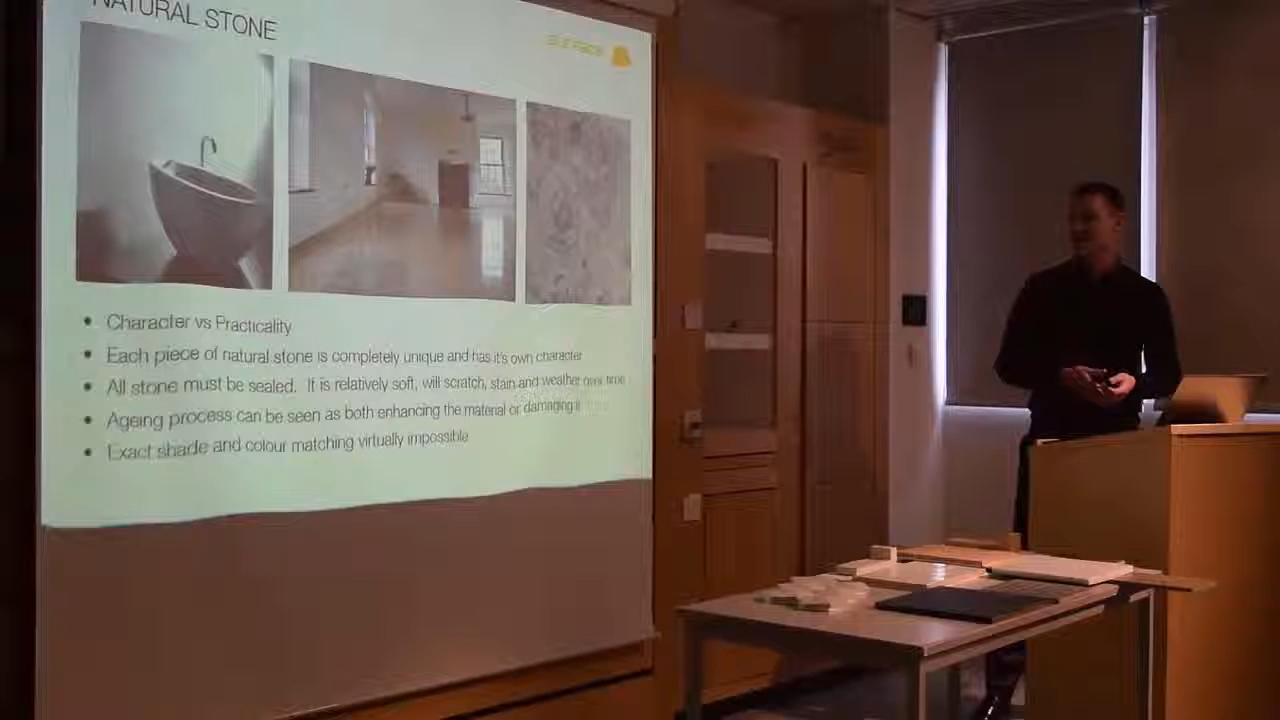 NATURAL STONE
surface
• Character vs Practicality
• Each piece of natural stone is completely unique and has it's own character
• All stone must be sealed. It is relatively soft, will scratch, stain and weather over time
• Ageing process can be seen as both enhancing the material or damaging it
• Exact shade and colour matching virtually impossible